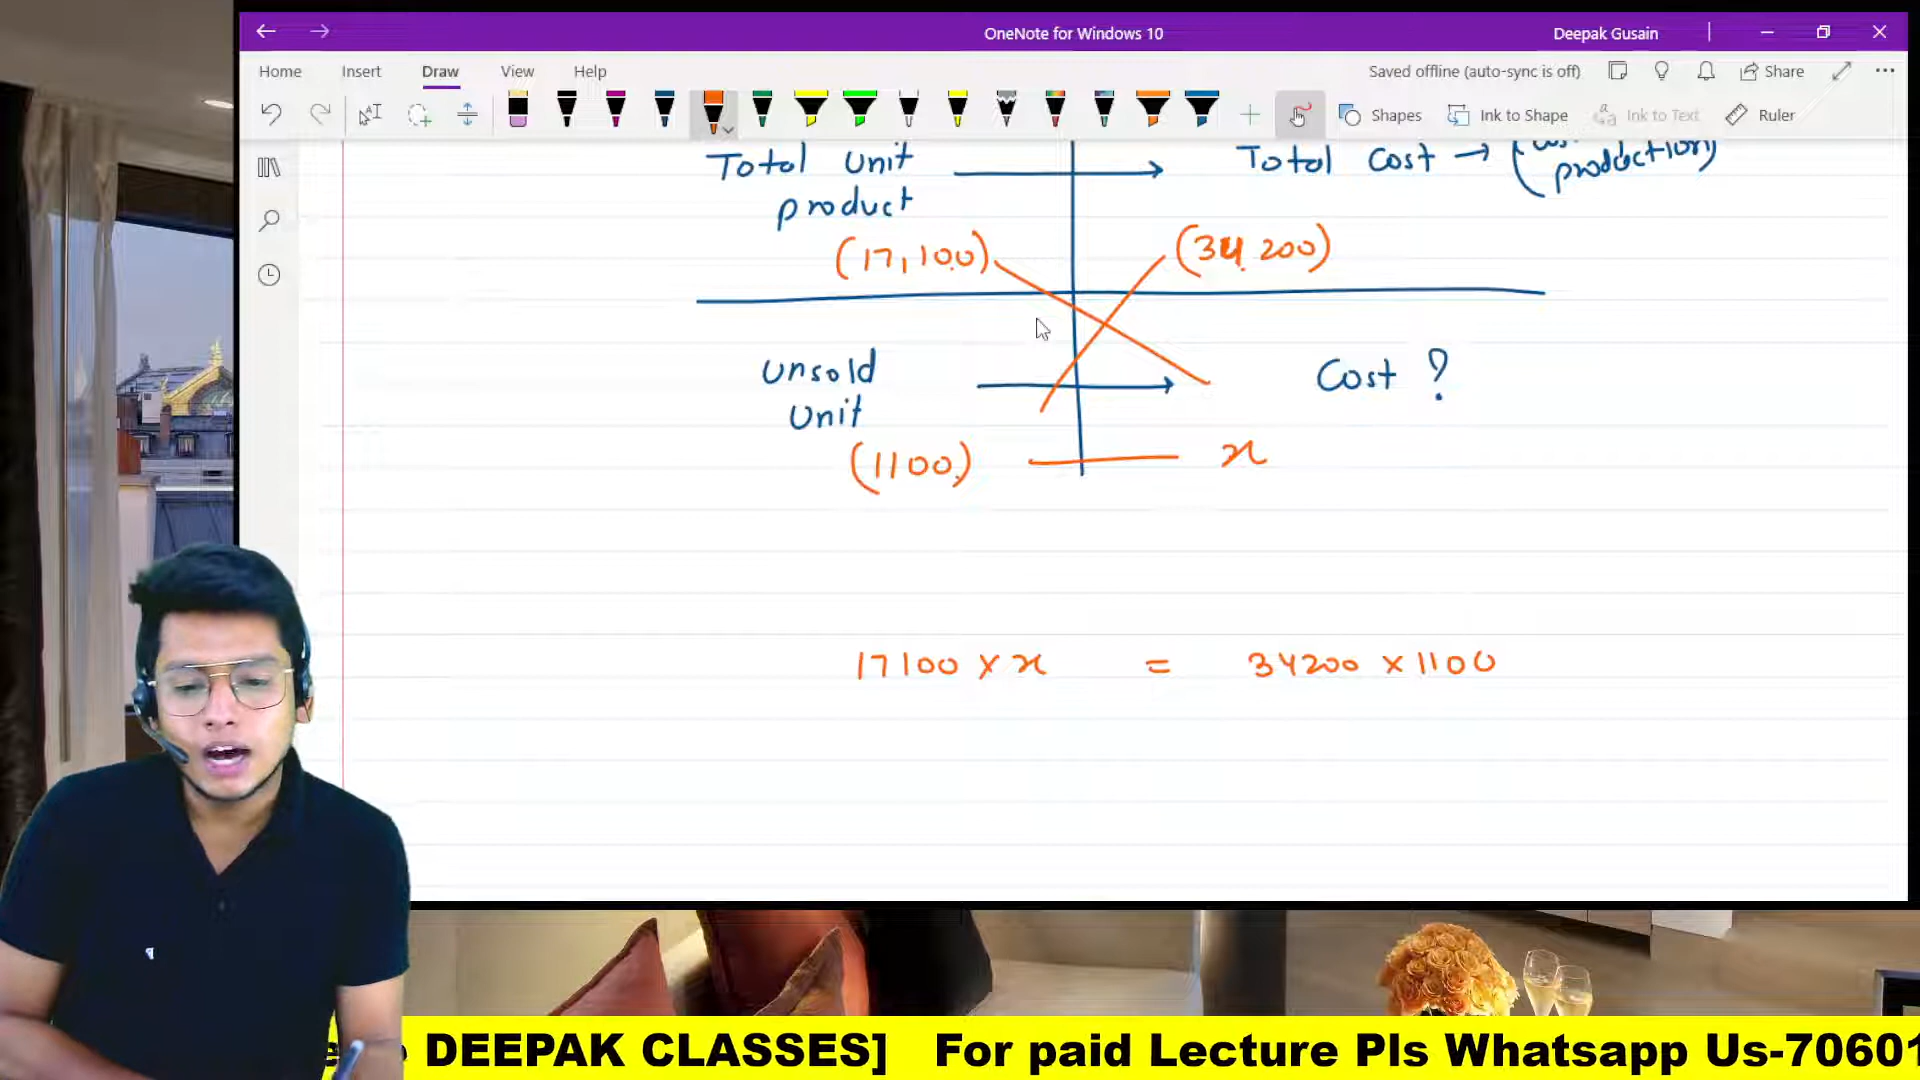 OneNote for Windows 10
Deepak Gusain
Home Insert Draw View Help
Saved offline (auto-sync is off)
Share
Shapes
Ink to Shape
Ink to Text
Ruler
Total Unit product
Total Cost → production)
(17,100)
(34,200)
Unsold Unit
Cost ?
(1100)
x
17100 × x = 34200 × 1100
DEEPAK CLASSES] For paid Lecture Pls Whatsapp Us-7060